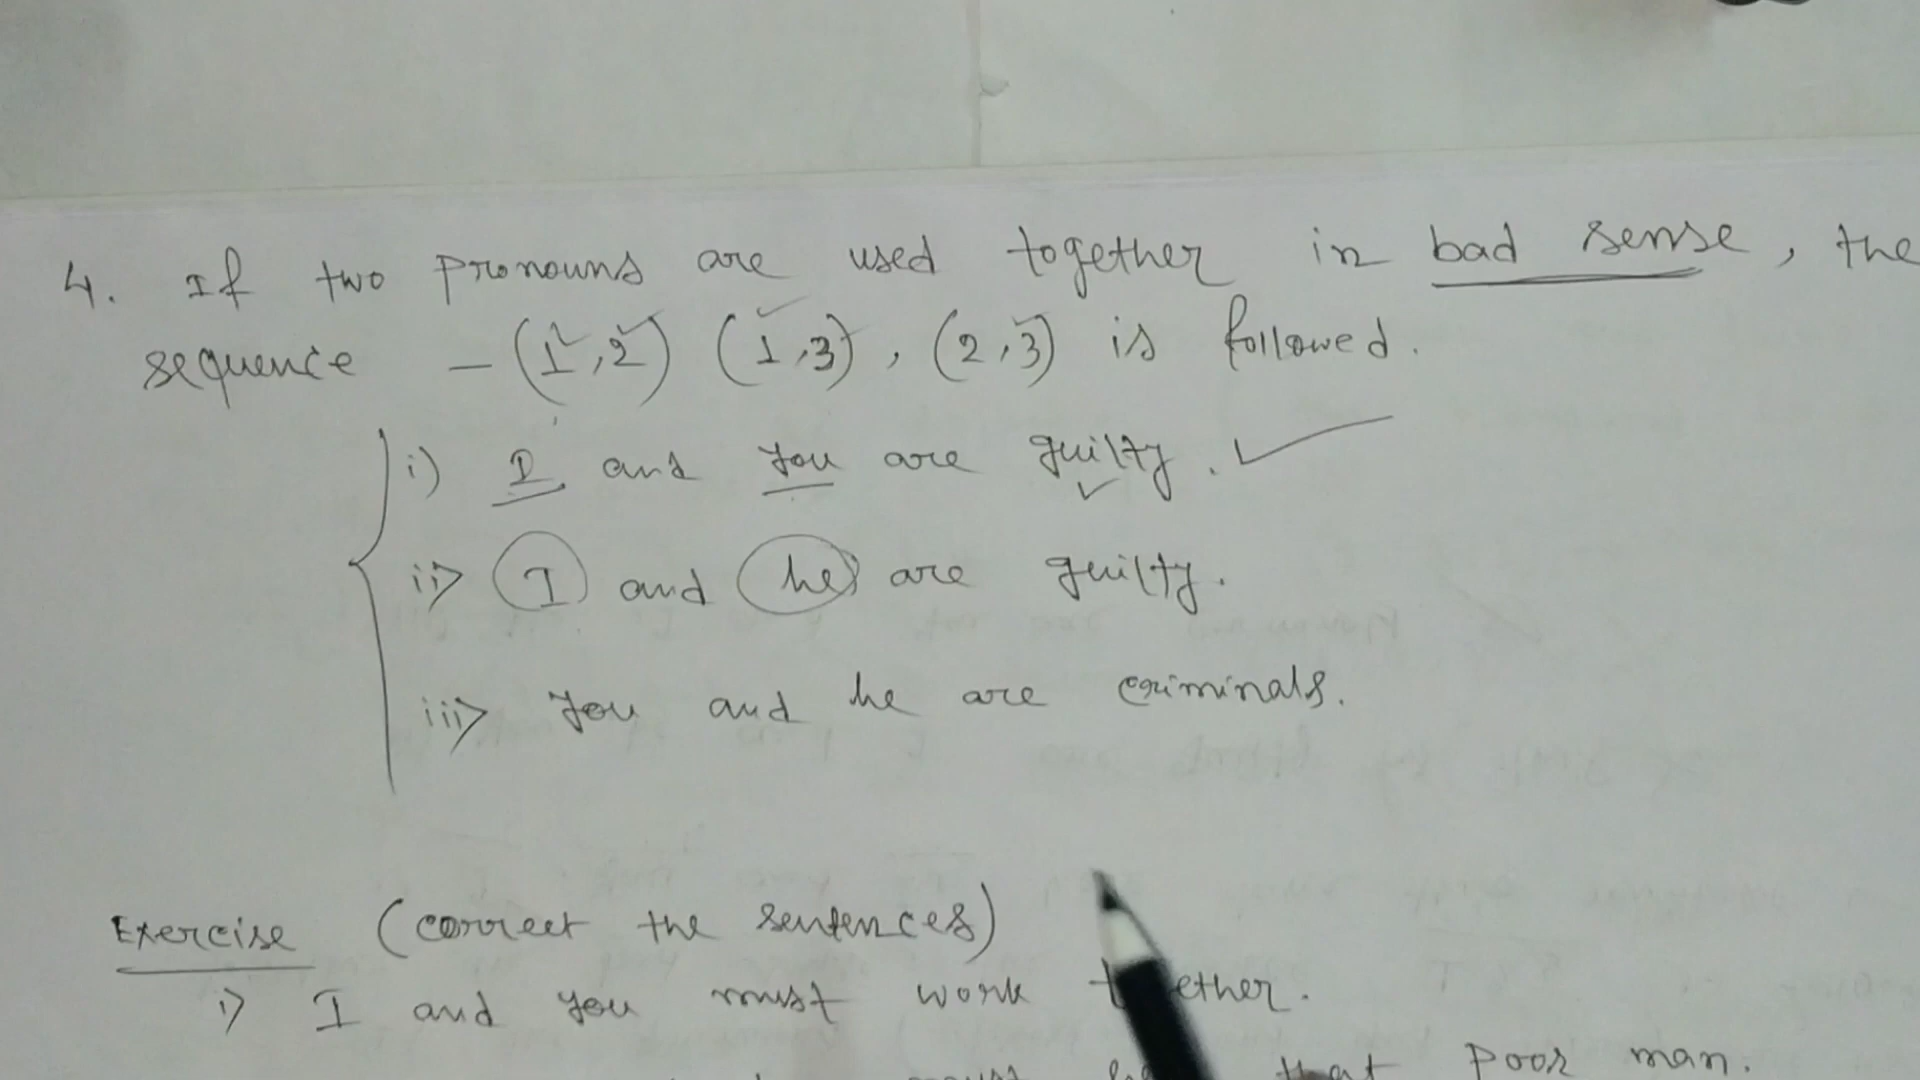 4. If two pronouns are used together in bad sense, the
sequence - (1,2) (1,3), (2,3) is followed.
i) I and you are guilty.
ii) I and he are guilty.
iii) You and he are criminals.
Exercise (correct the sentences)
i) I and you must work together.
that poor man.